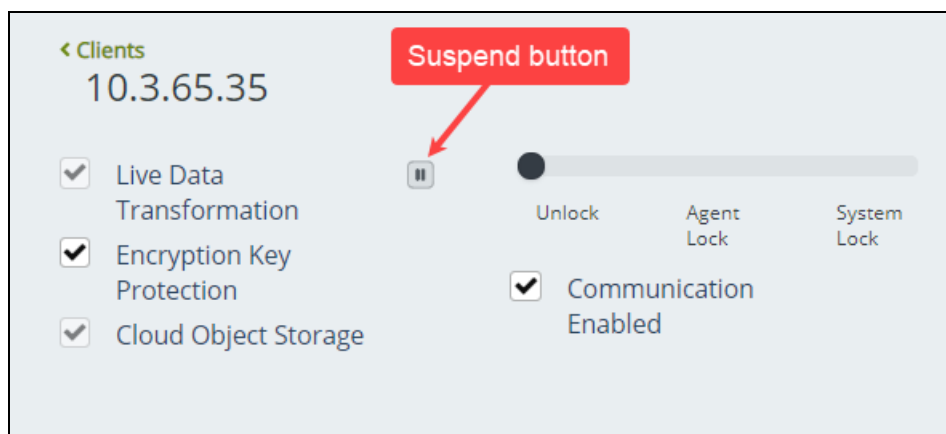 Clients
10.3.65.35
Suspend button
Live Data
Transformation
Encryption Key
Protection
Cloud Object Storage
Unlock
Agent
Lock
System
Lock
Communication
Enabled